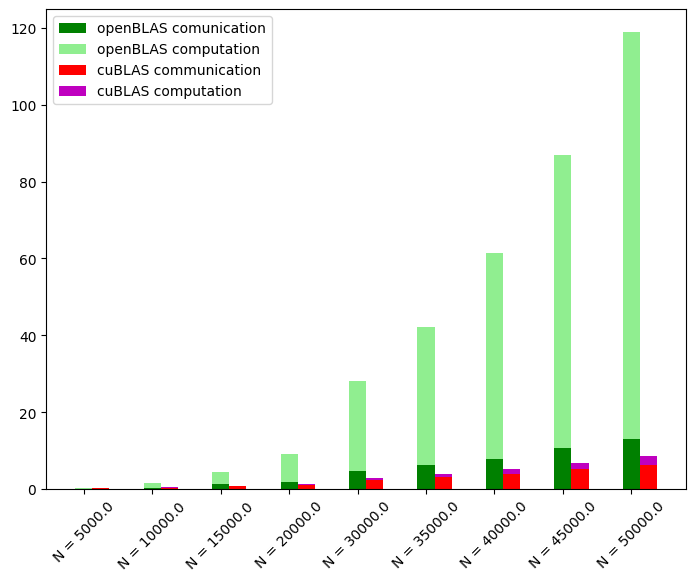 openBLAS comunication
openBLAS computation
cuBLAS communication
cuBLAS computation
120
100
80
60
40
20
0
N = 5000.0
N = 10000.0
N = 15000.0
N = 20000.0
N = 30000.0
N = 35000.0
N = 40000.0
N = 45000.0
N = 50000.0